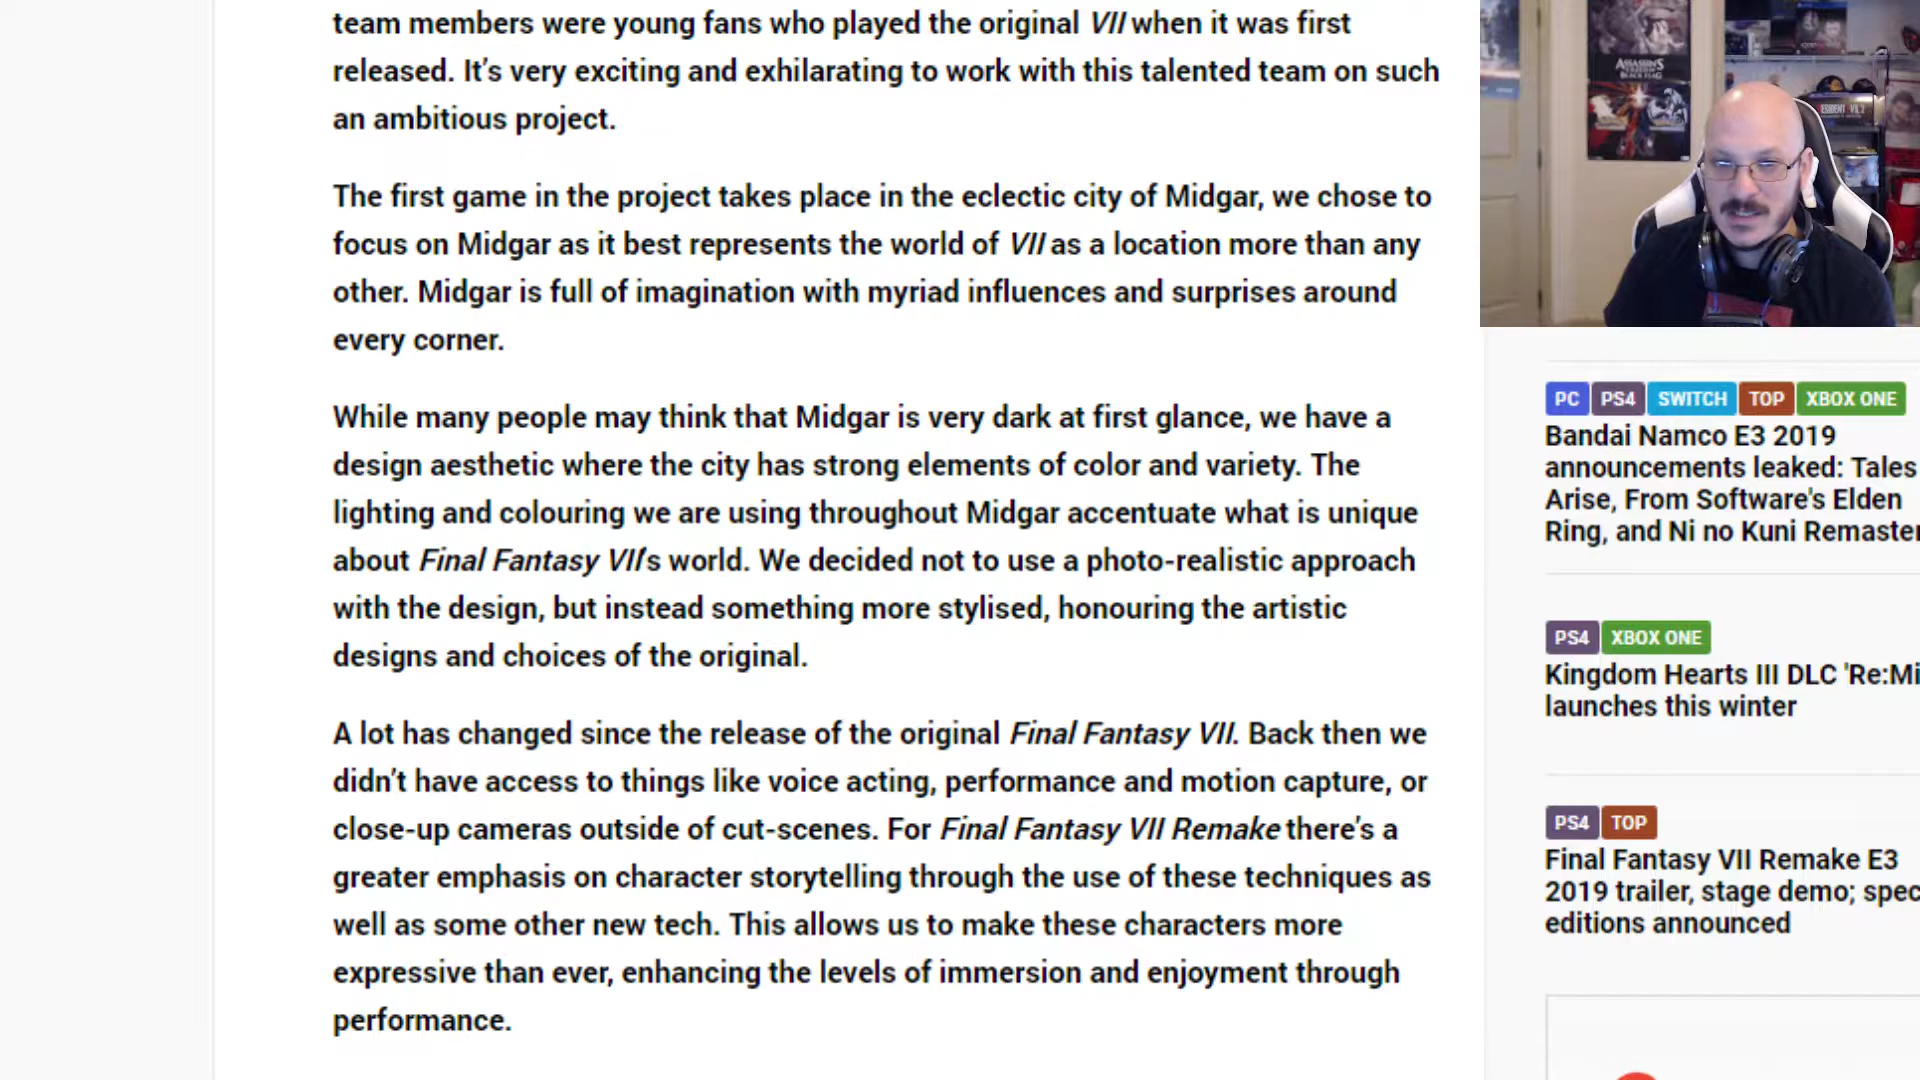 team members were young fans who played the original VII when it was first
released. It’s very exciting and exhilarating to work with this talented team on such
an ambitious project.
The first game in the project takes place in the eclectic city of Midgar, we chose to
focus on Midgar as it best represents the world of VII as a location more than any
other. Midgar is full of imagination with myriad influences and surprises around
every corner.
While many people may think that Midgar is very dark at first glance, we have a
design aesthetic where the city has strong elements of color and variety. The
lighting and colouring we are using throughout Midgar accentuate what is unique
about Final Fantasy VII’s world. We decided not to use a photo-realistic approach
with the design, but instead something more stylised, honouring the artistic
designs and choices of the original.
A lot has changed since the release of the original Final Fantasy VII. Back then we
didn’t have access to things like voice acting, performance and motion capture, or
close-up cameras outside of cut-scenes. For Final Fantasy VII Remake there’s a
greater emphasis on character storytelling through the use of these techniques as
well as some other new tech. This allows us to make these characters more
expressive than ever, enhancing the levels of immersion and enjoyment through
performance.
ASSASSIN'S
PC PS4 SWITCH TOP XBOX ONE
Bandai Namco E3 2019
announcements leaked: Tales
Arise, From Software's Elden
Ring, and Ni no Kuni Remaster
PS4 XBOX ONE
Kingdom Hearts III DLC 'Re:Mi
launches this winter
PS4 TOP
Final Fantasy VII Remake E3
2019 trailer, stage demo; spec
editions announced